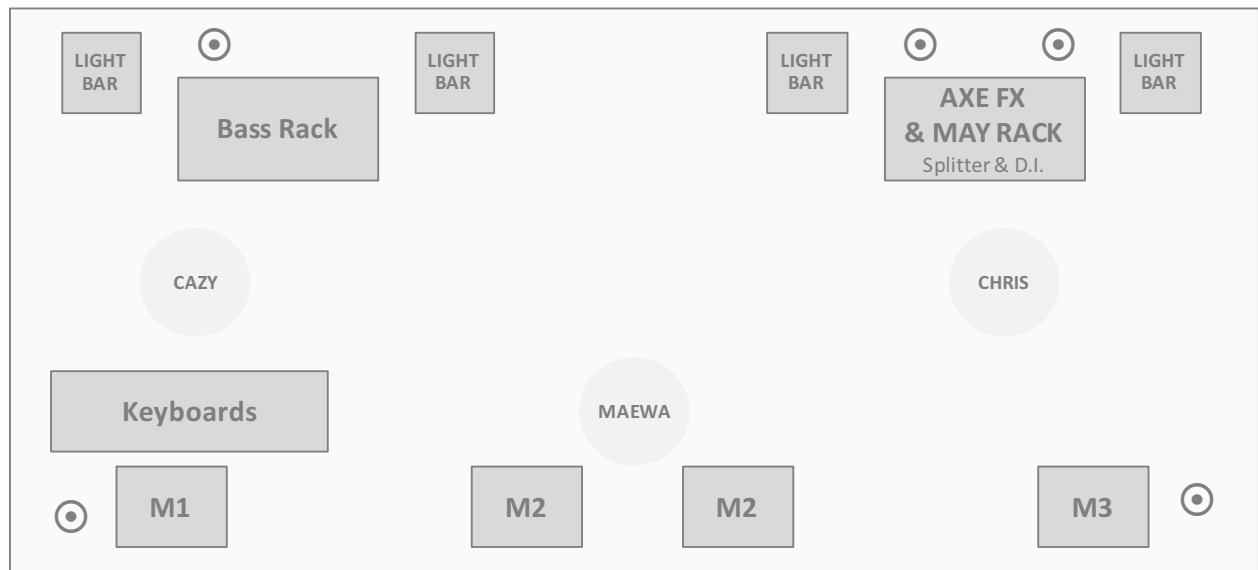 LIGHT
BAR
LIGHT
BAR
LIGHT
BAR
LIGHT
BAR
Bass Rack
AXE FX
& MAY RACK
Splitter & D.I.
CAZY
CHRIS
Keyboards
MAEWA
M1
M2
M2
M3